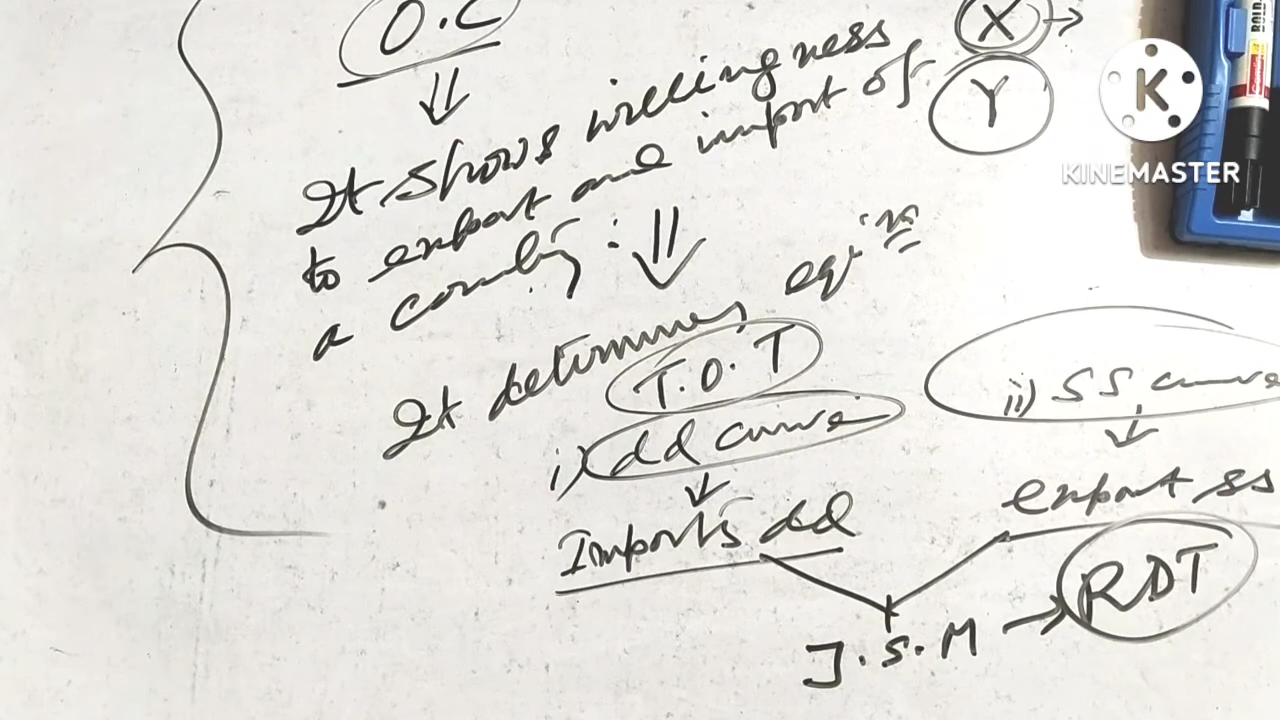 O.C
X
Y
It shows willingness
to export and import of
a country :
It determines eqm
T.O.T
i) dd curve
ii) SS curve
Imports dd
export ss
J.S.M → RDT
K
KINEMASTER
BOLD